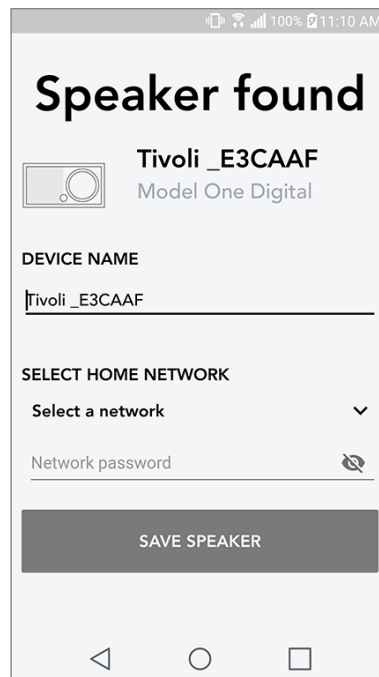 100% 11:10 AM
Speaker found
Tivoli _E3CAAF
Model One Digital
DEVICE NAME
Tivoli _E3CAAF
SELECT HOME NETWORK
Select a network
Network password
SAVE SPEAKER